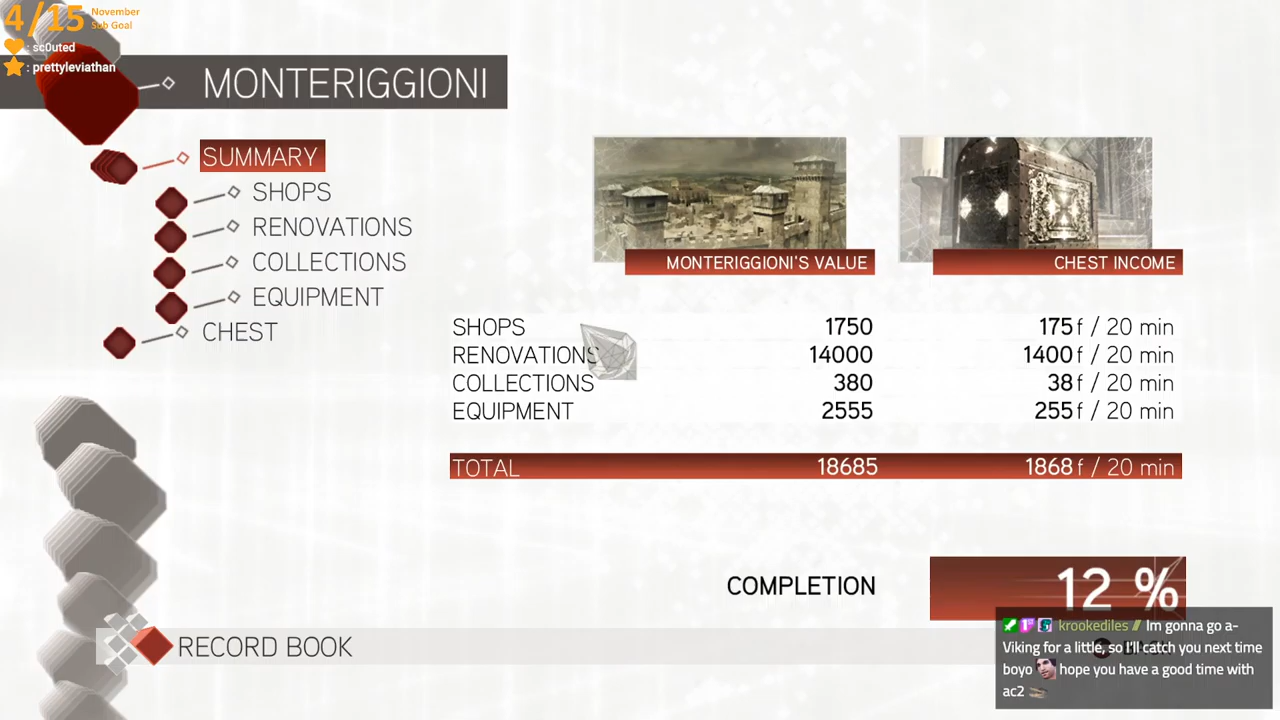 4/15 November
Sub Goal
: sc0uted
: prettyleviathan
MONTERIGGIONI
SUMMARY
SHOPS
RENOVATIONS
COLLECTIONS
EQUIPMENT
CHEST
MONTERIGGIONI'S VALUE
CHEST INCOME
SHOPS 1750 175 f / 20 min
RENOVATIONS 14000 1400 f / 20 min
COLLECTIONS 380 38 f / 20 min
EQUIPMENT 2555 255 f / 20 min
TOTAL 18685 1868 f / 20 min
COMPLETION 12 %
RECORD BOOK
krookediles Im gonna go a-
Viking for a little, so I'll catch you next time
boyo hope you have a good time with
ac2